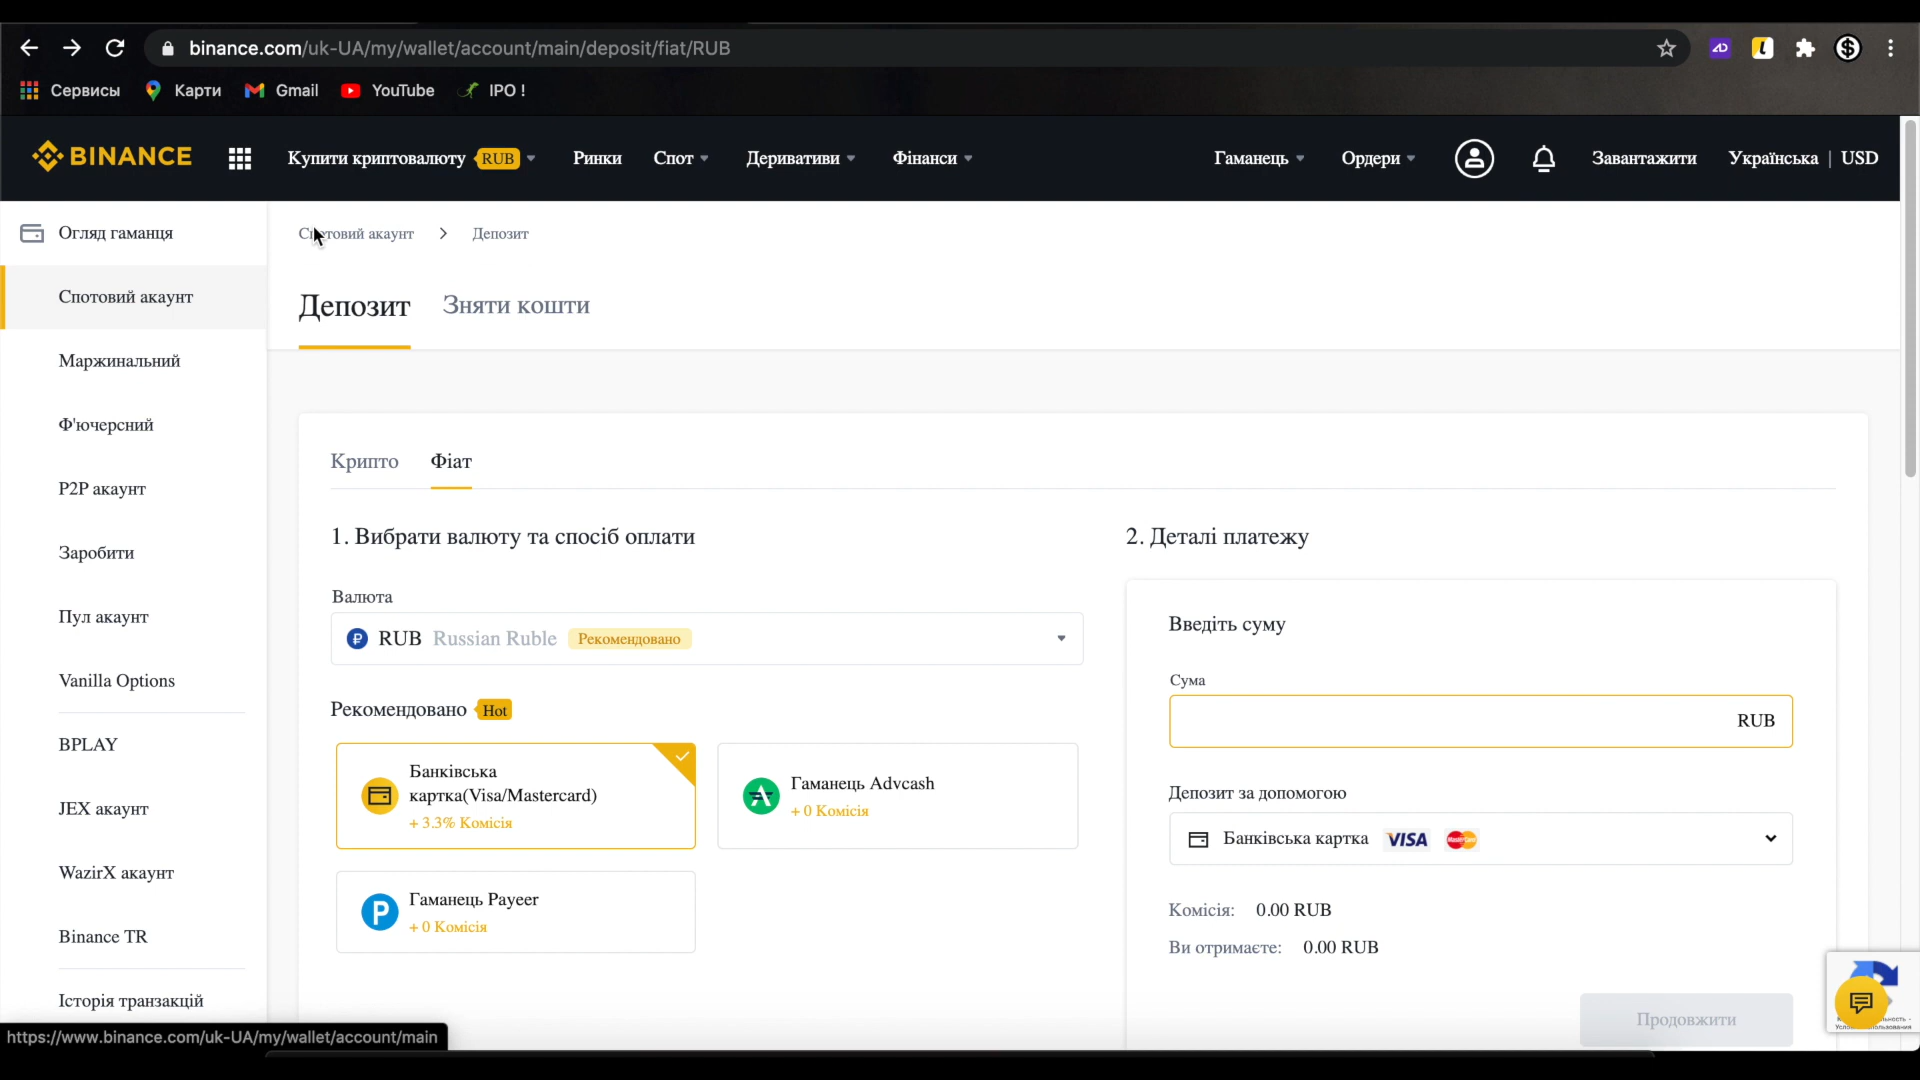 binance.com/uk-UA/my/wallet/account/main/deposit/fiat/RUB
Сервисы Карти Gmail YouTube IPO !
BINANCE Купити криптовалюту RUB Ринки Спот Деривативи Фінанси Гаманець Ордери Завантажити Українська | USD
Огляд гаманця
Спотовий акаунт
Маржинальний
Ф'ючерсний
P2P акаунт
Заробити
Пул акаунт
Vanilla Options
BPLAY
JEX акаунт
WazirX акаунт
Binance TR
Історія транзакцій
https://www.binance.com/uk-UA/my/wallet/account/main
Спотовий акаунт > Депозит
Депозит Зняти кошти
Крипто Фіат
1. Вибрати валюту та спосіб оплати
Валюта
RUB Russian Ruble Рекомендовано
Рекомендовано Hot
Банківська
картка(Visa/Mastercard)
+ 3.3% Комісія
Гаманець Advcash
+ 0 Комісія
Гаманець Payeer
+ 0 Комісія
2. Деталі платежу
Введіть суму
Сума
RUB
Депозит за допомогою
Банківська картка VISA Mastercard
Комісія: 0.00 RUB
Ви отримаєте: 0.00 RUB
Продовжити